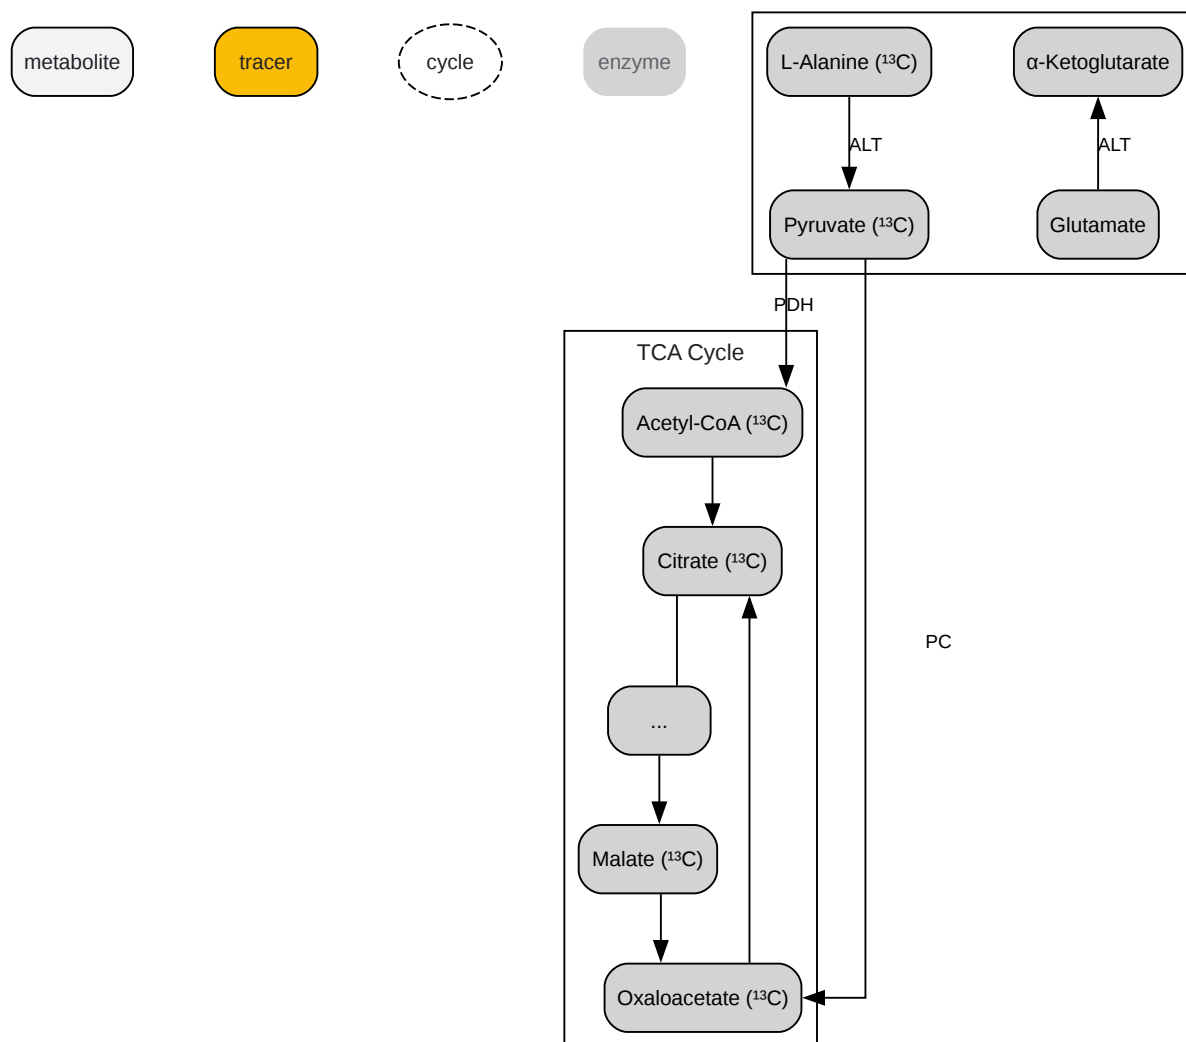 metabolite
tracer
cycle
enzyme
L-Alanine (¹³C)
α-Ketoglutarate
ALT
ALT
Pyruvate (¹³C)
Glutamate
PDH
TCA Cycle
Acetyl-CoA (¹³C)
Citrate (¹³C)
PC
...
Malate (¹³C)
Oxaloacetate (¹³C)